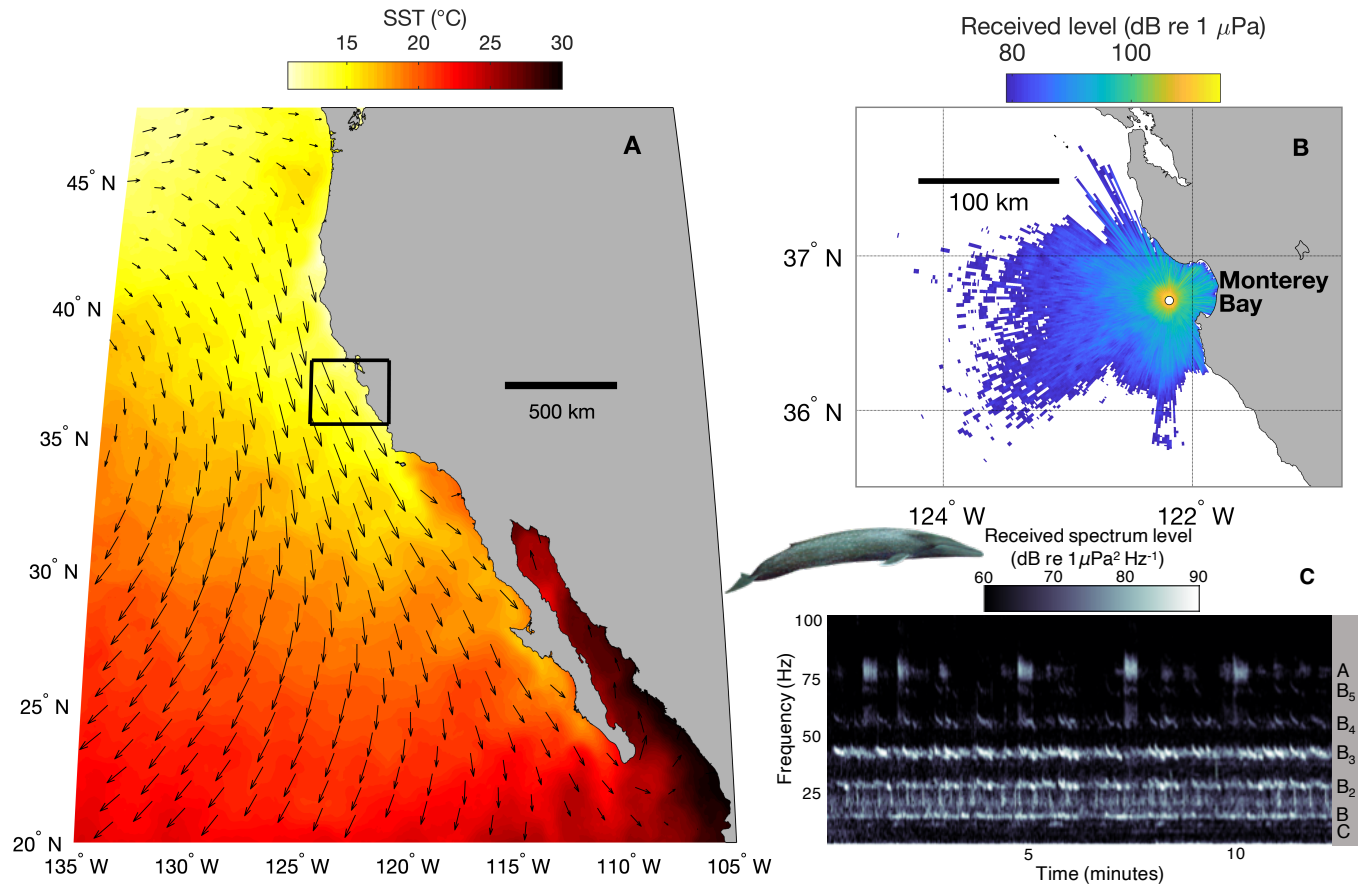 SST (°C)
15 20 25 30
A
45° N
40° N
35° N
30° N
25° N
20° N
500 km
135° W 130° W 125° W 120° W 115° W 110° W 105° W
Received level (dB re 1 μPa)
80 100
B
100 km
37° N
36° N
Monterey
Bay
124° W 122° W
Received spectrum level
(dB re 1μPa² Hz⁻¹)
60 70 80 90
C
Frequency (Hz)
100
75
50
25
A
B₅
B₄
B₃
B₂
B
C
5 10
Time (minutes)